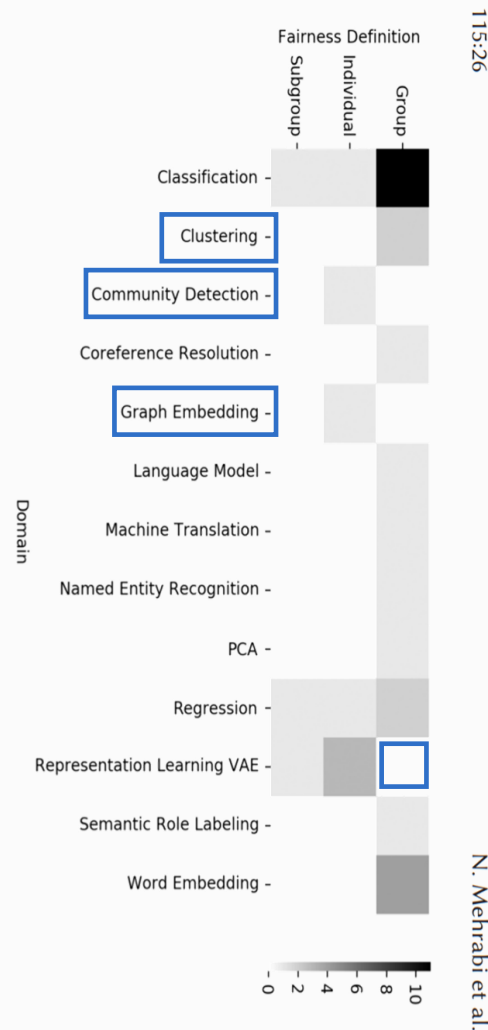 115:26
Fairness Definition
Subgroup
Individual
Group
Classification
Clustering
Community Detection
Coreference Resolution
Graph Embedding
Language Model
Machine Translation
Named Entity Recognition
PCA
Regression
Representation Learning VAE
Semantic Role Labeling
Word Embedding
Domain
0
2
4
6
8
10
N. Mehrabi et al.